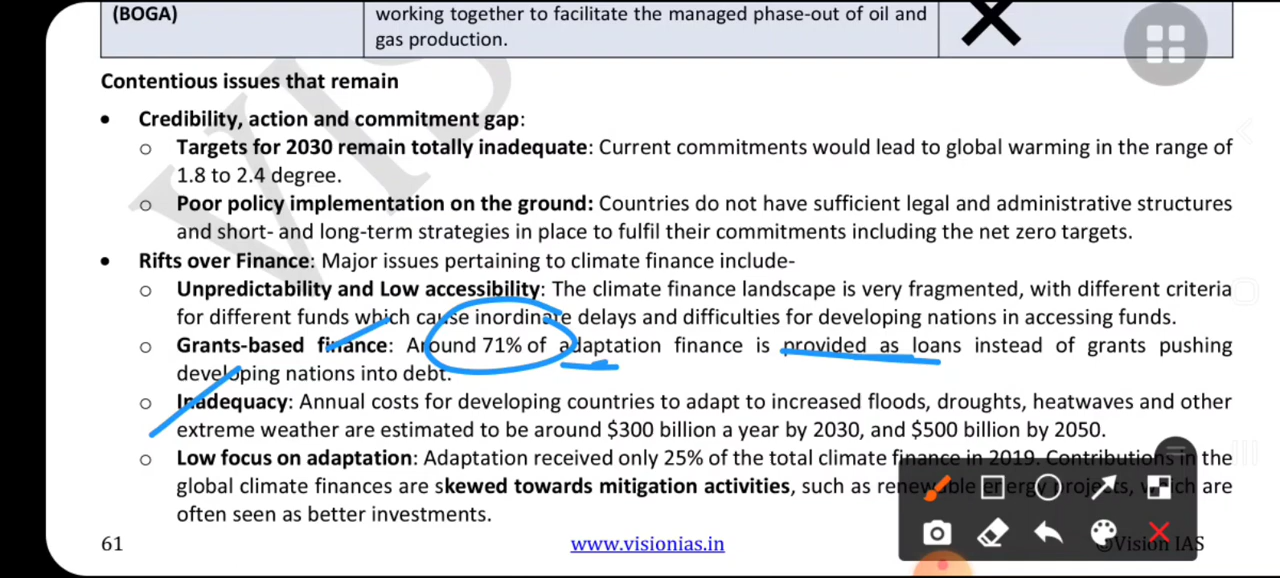 (BOGA)
working together to facilitate the managed phase-out of oil and
gas production.
Contentious issues that remain
• Credibility, action and commitment gap:
o Targets for 2030 remain totally inadequate: Current commitments would lead to global warming in the range of
1.8 to 2.4 degree.
o Poor policy implementation on the ground: Countries do not have sufficient legal and administrative structures
and short- and long-term strategies in place to fulfil their commitments including the net zero targets.
• Rifts over Finance: Major issues pertaining to climate finance include-
o Unpredictability and Low accessibility: The climate finance landscape is very fragmented, with different criteria
for different funds which cause inordinate delays and difficulties for developing nations in accessing funds.
o Grants-based finance: Around 71% of adaptation finance is provided as loans instead of grants pushing
developing nations into debt.
o Inadequacy: Annual costs for developing countries to adapt to increased floods, droughts, heatwaves and other
extreme weather are estimated to be around $300 billion a year by 2030, and $500 billion by 2050.
o Low focus on adaptation: Adaptation received only 25% of the total climate finance in 2019. Contributions in the
global climate finances are skewed towards mitigation activities, such as renewable energy projects, which are
often seen as better investments.
61 www.visionias.in ©Vision IAS
VIS